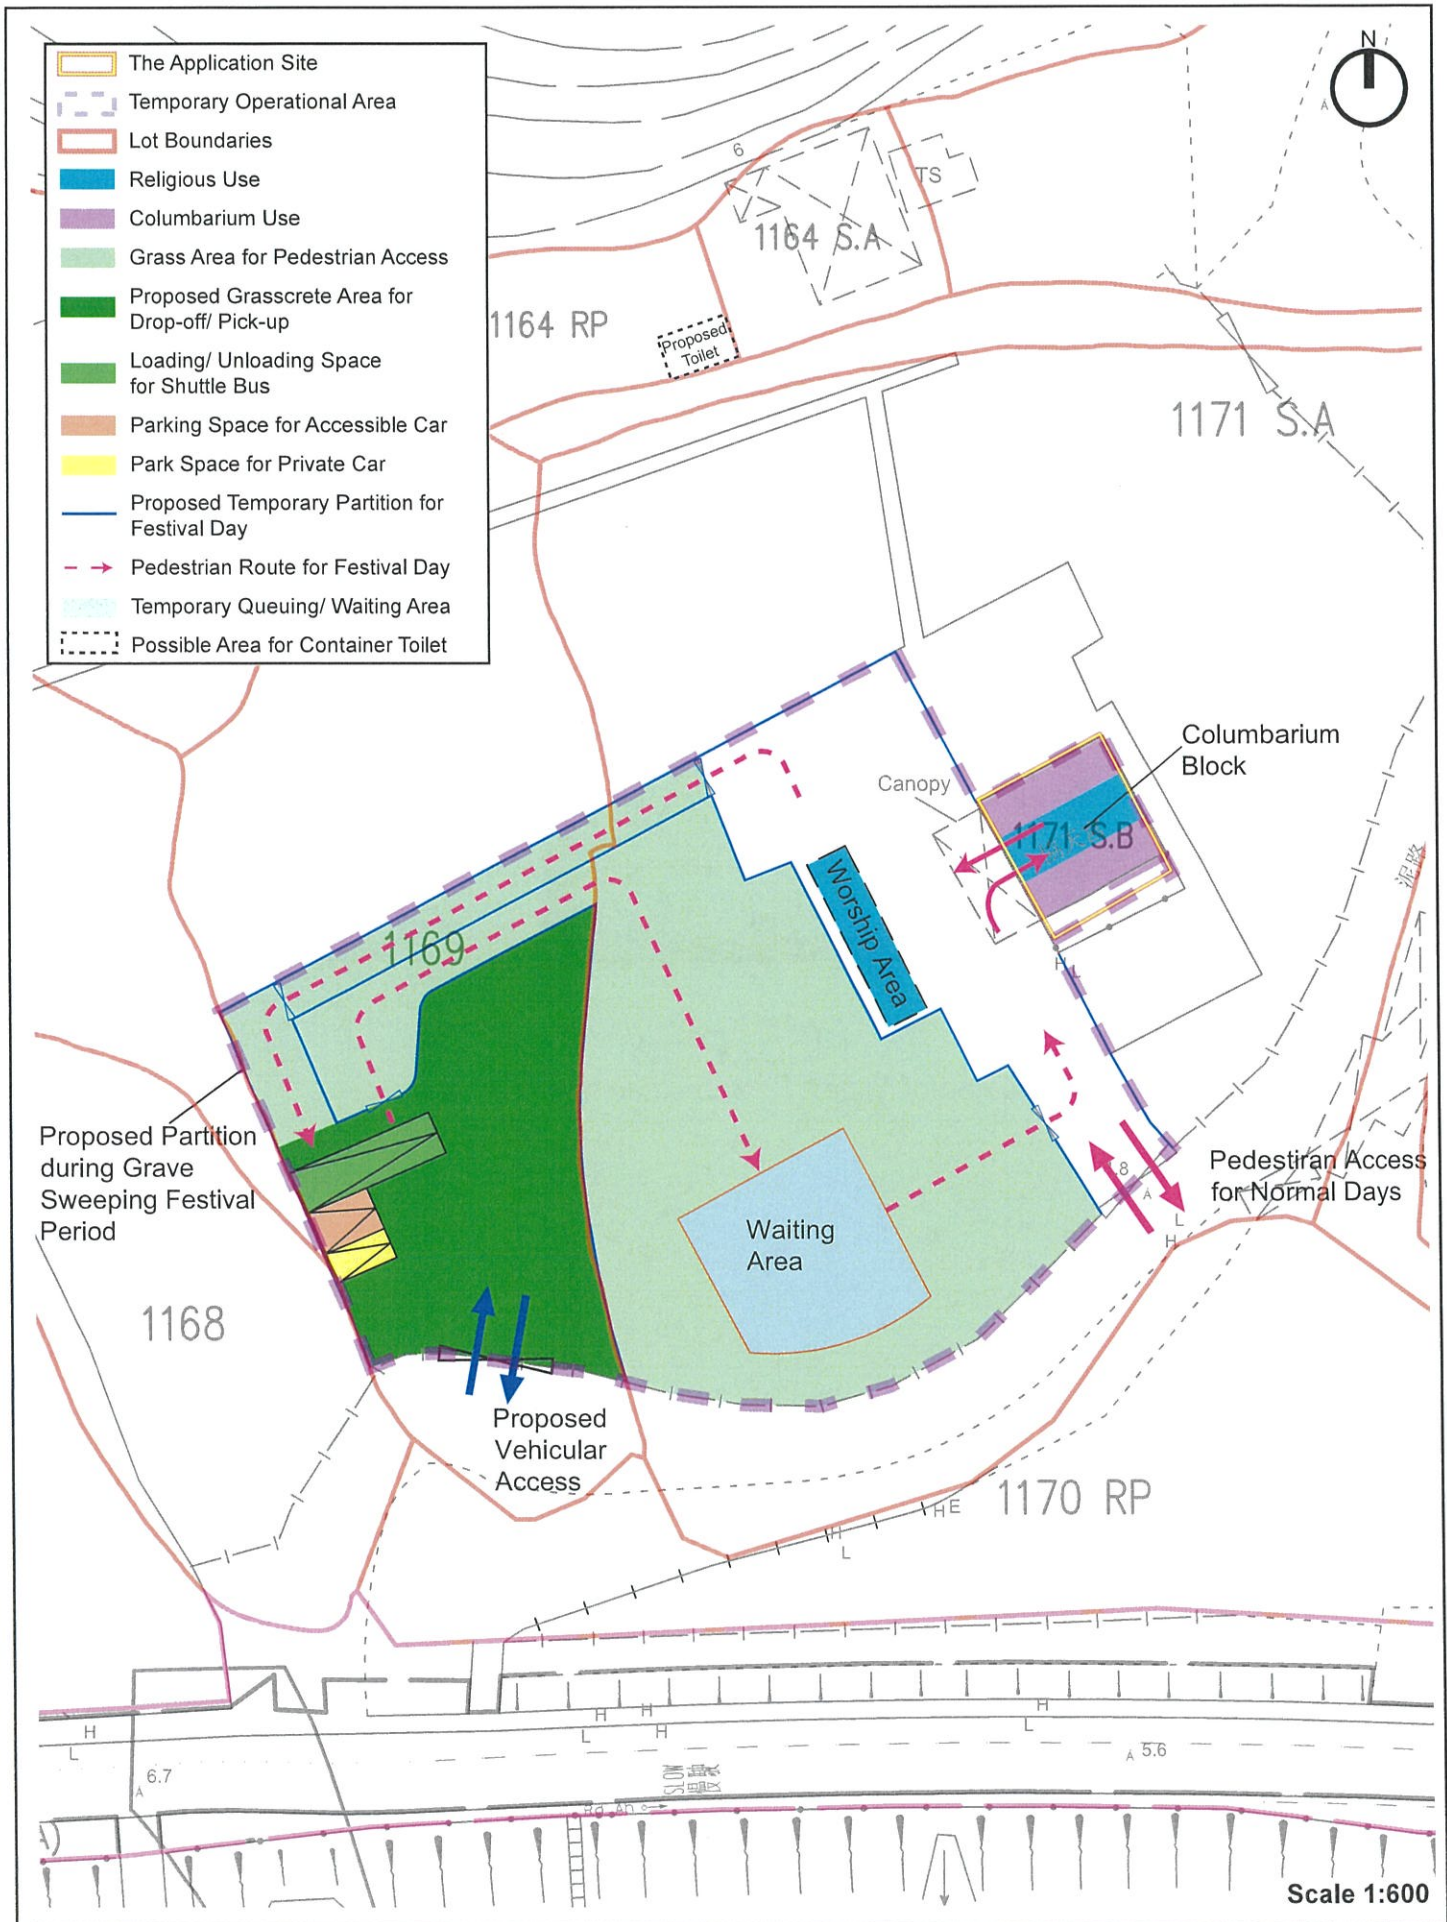 The Application Site
Temporary Operational Area
Lot Boundaries
Religious Use
Columbarium Use
Grass Area for Pedestrian Access
Proposed Grasscrete Area for
Drop-off/ Pick-up
Loading/ Unloading Space
for Shuttle Bus
Parking Space for Accessible Car
Park Space for Private Car
Proposed Temporary Partition for
Festival Day
Pedestrian Route for Festival Day
Temporary Queuing/ Waiting Area
Possible Area for Container Toilet
N
6
TS
1164 S.A
1164 RP
Proposed
Toilet
1171 S.A
Columbarium
Block
Canopy
1171 S.B
泥路
Worship Area
1169
H
L
Proposed Partition
during Grave
Sweeping Festival
Period
Pedestiran Access
for Normal Days
.8
L
H
Waiting
Area
1168
Proposed
Vehicular
Access
1170 RP
H E
H
L
H
H
H
H
L
L
H
L
5.6
6.7
SLOW
Scale 1:600